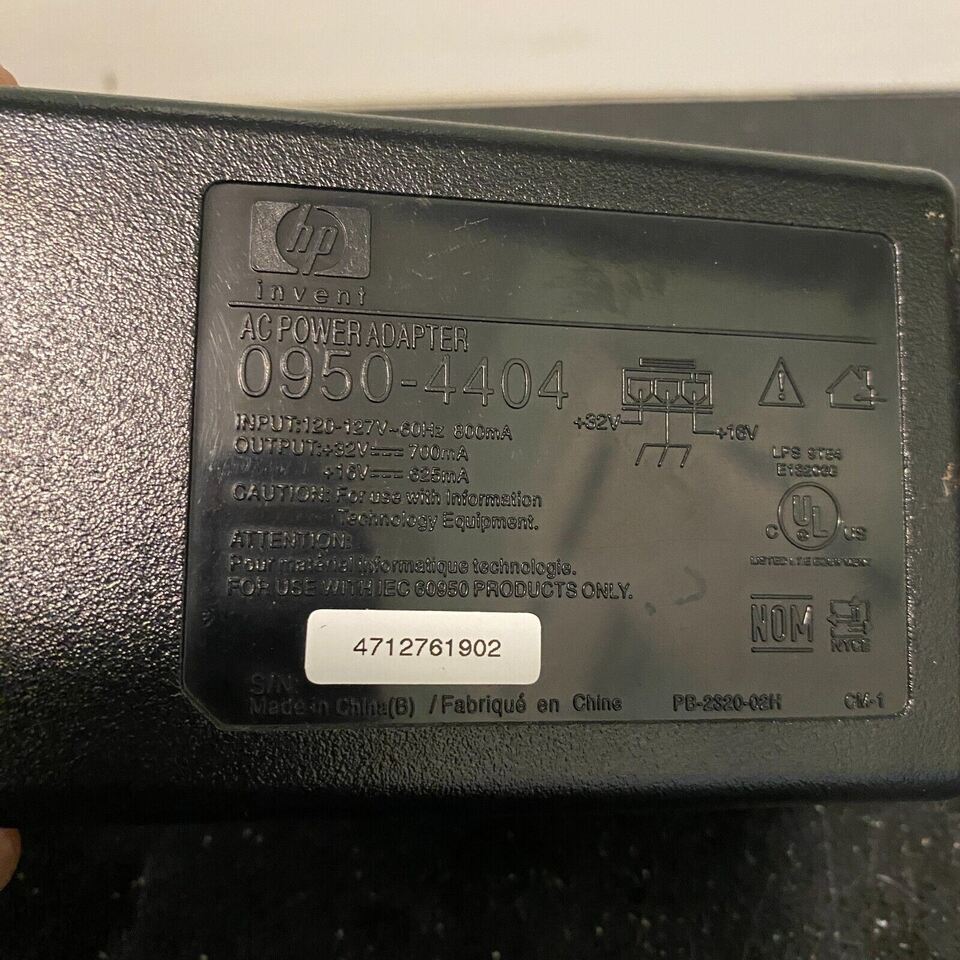 hp
invent
AC POWER ADAPTER
0950-4404
INPUT:120-127V~60Hz 800mA
OUTPUT:+32V⎓700mA
+16V⎓625mA
CAUTION: For use with Information
Technology Equipment.
ATTENTION:
Pour matériel informatique technologie.
FOR USE WITH IEC 60950 PRODUCTS ONLY.
+32V
+16V
LPS
C UL US
NOM
NYCE
4712761902
S/N:
Made in China(B) / Fabriqué en Chine
PB-2820-02H
CM-1